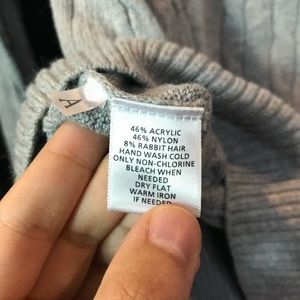 A
46% ACRYLIC
46% NYLON
8% RABBIT HAIR
HAND WASH COLD
ONLY NON-CHLORINE
BLEACH WHEN
NEEDED
DRY FLAT
WARM IRON
IF NEEDED